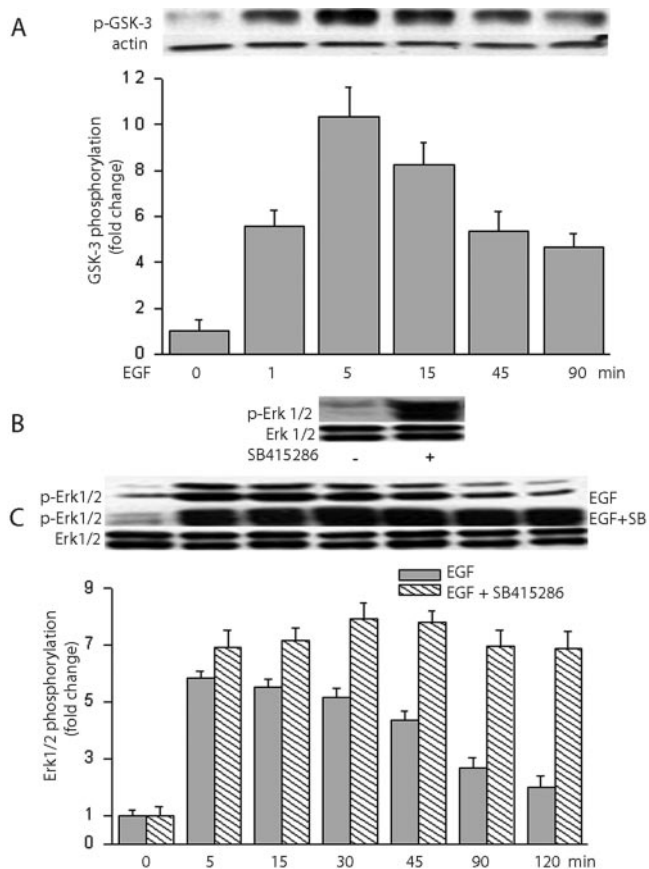 A
p-GSK-3
actin
GSK-3 phosphorylation
(fold change)
12
10
8
6
4
2
0
EGF 0 1 5 15 45 90 min
B
p-Erk 1/2
Erk 1/2
SB415286 - +
C
p-Erk1/2 EGF
p-Erk1/2 EGF+SB
Erk1/2
EGF
EGF + SB415286
Erk1/2 phosphorylation
(fold change)
9
7
5
3
1
0
0 5 15 30 45 90 120 min